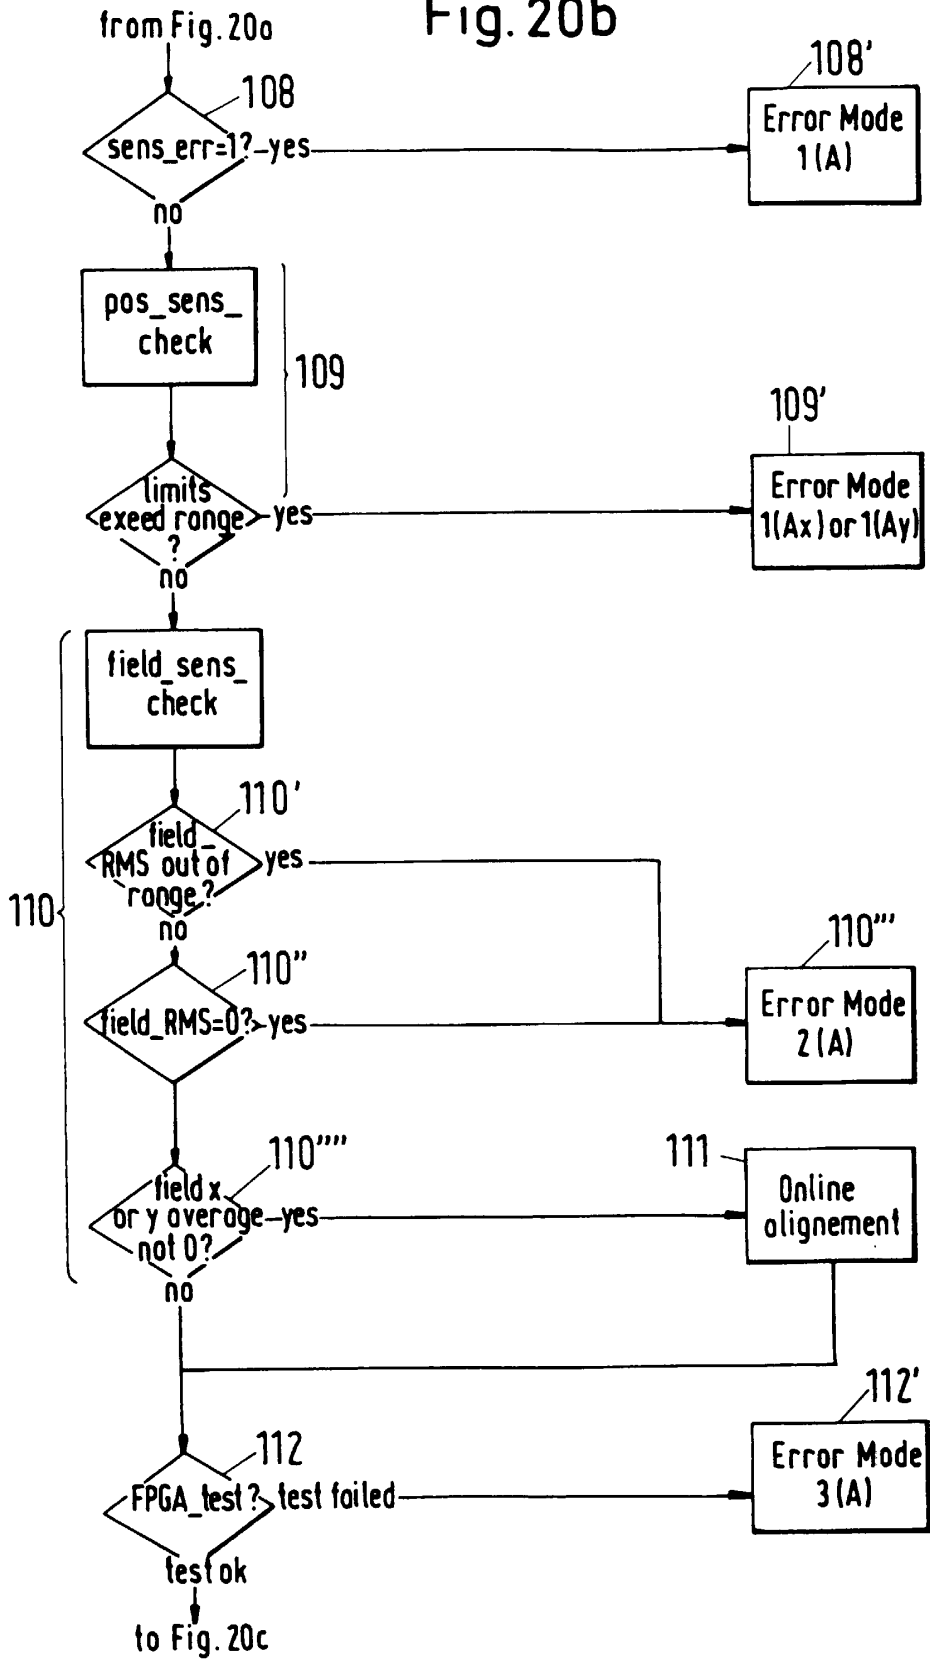 Fig. 20b
from Fig. 20a
108
108'
sens_err=1?
yes
Error Mode
1(A)
no
pos_sens_
check
109
109'
limits
exeed range
?
yes
Error Mode
1(Ax) or 1(Ay)
no
field_sens_
check
110
110'
field_
RMS out of
range?
yes
no
110''
110'''
field_RMS=0?
yes
Error Mode
2(A)
110''''
111
field x
or y average
not 0?
yes
Online
alignement
no
112
112'
FPGA_test?
test failed
Error Mode
3(A)
test ok
to Fig. 20c